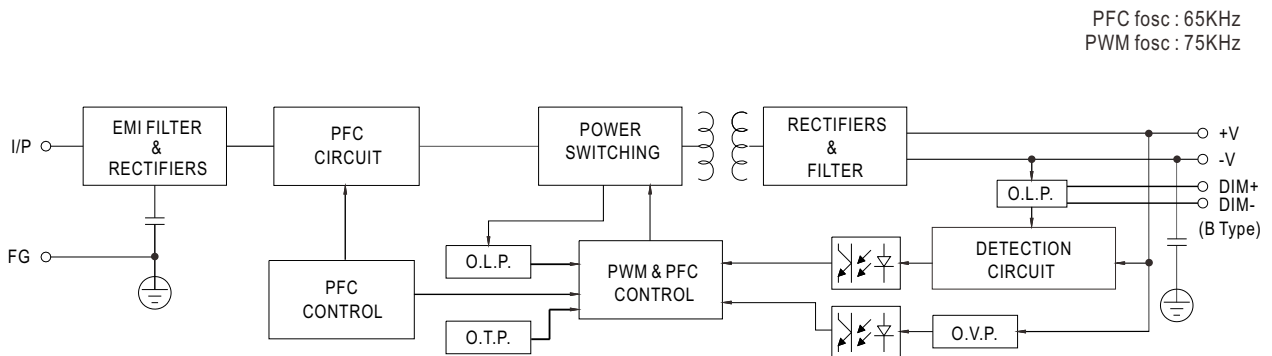 PFC fosc : 65KHz
PWM fosc : 75KHz
I/P
EMI FILTER
&
RECTIFIERS
PFC
CIRCUIT
POWER
SWITCHING
RECTIFIERS
&
FILTER
+V
-V
O.L.P.
DIM+
DIM-
(B Type)
FG
O.L.P.
PFC
CONTROL
PWM & PFC
CONTROL
DETECTION
CIRCUIT
O.T.P.
O.V.P.